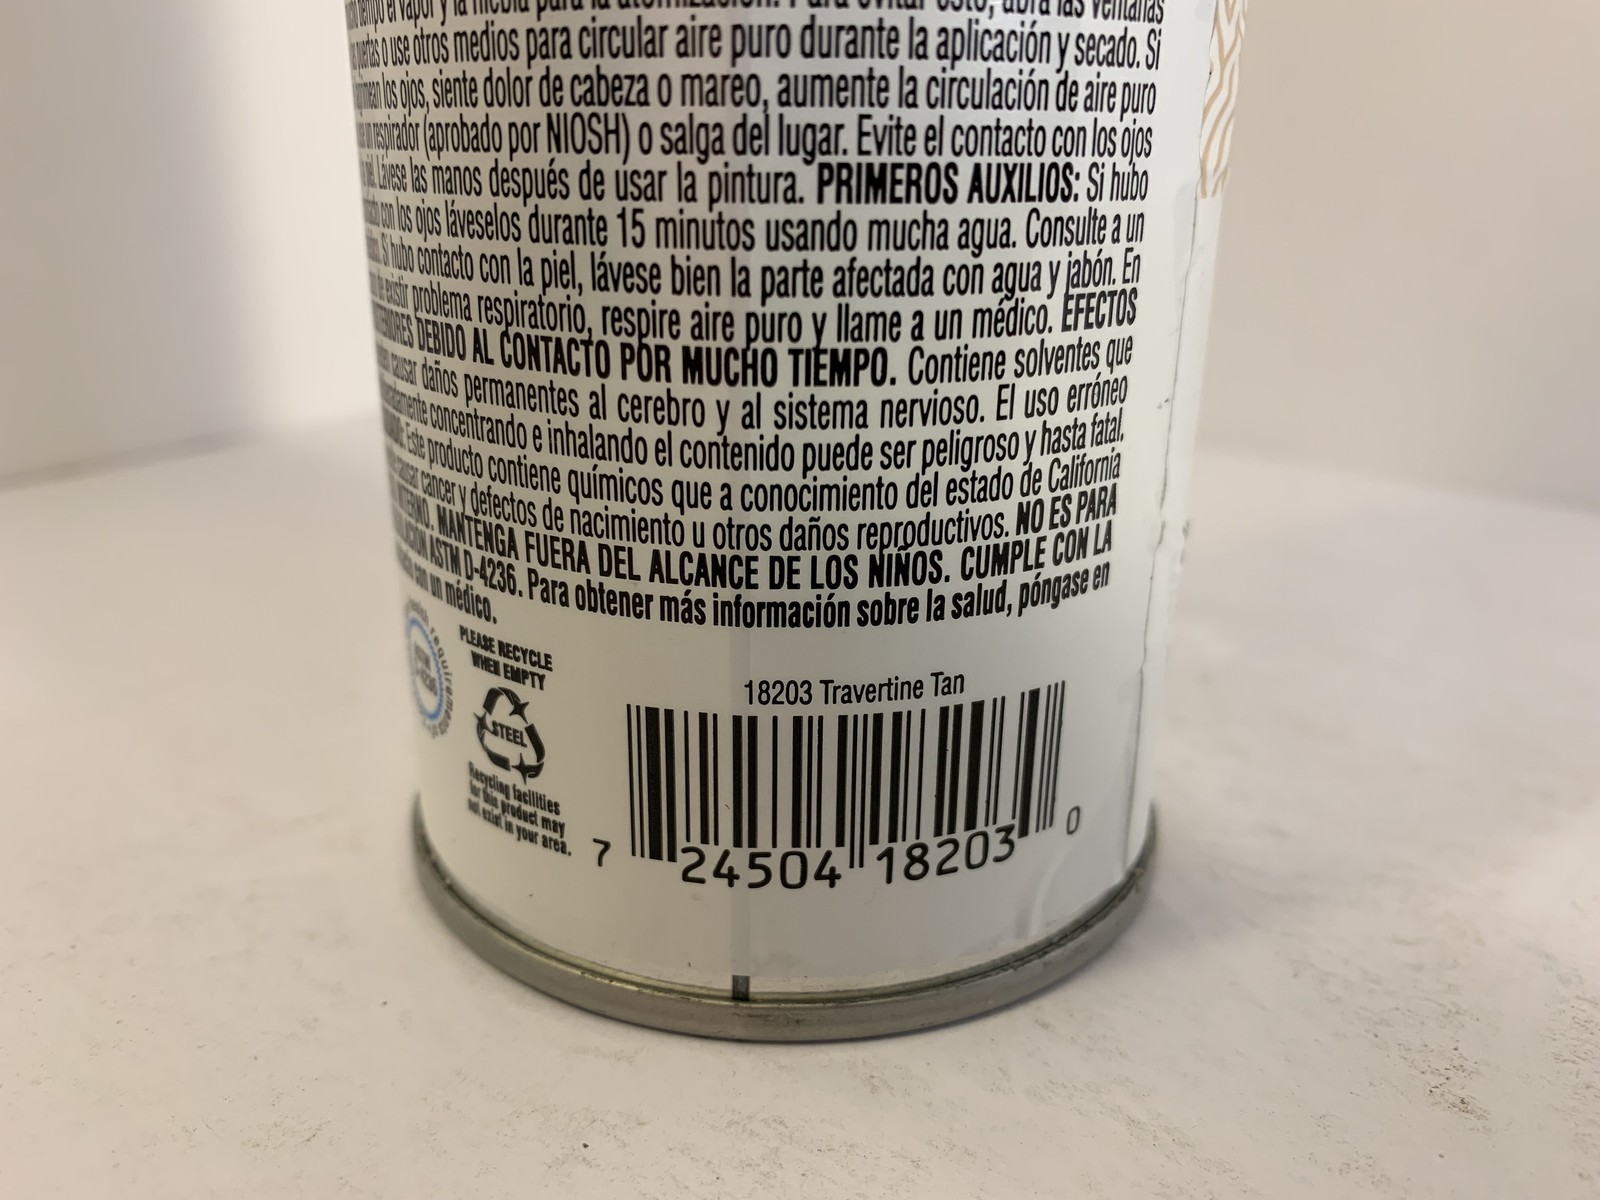 tiempo el vapor y la niebla para la atomización. Para evitar esto, abra las ventanas
puertas o use otros medios para circular aire puro durante la aplicación y secado. Si
los ojos, siente dolor de cabeza o mareo, aumente la circulación de aire puro
un respirador (aprobado por NIOSH) o salga del lugar. Evite el contacto con los ojos
piel. Lávese las manos después de usar la pintura. PRIMEROS AUXILIOS: Si hubo
con los ojos láveselos durante 15 minutos usando mucha agua. Consulte a un
Si hubo contacto con la piel, lávese bien la parte afectada con agua y jabón. En
existir problema respiratorio, respire aire puro y llame a un médico. EFECTOS
DEBIDO AL CONTACTO POR MUCHO TIEMPO. Contiene solventes que
causar daños permanentes al cerebro y al sistema nervioso. El uso erróneo
concentrando e inhalando el contenido puede ser peligroso y hasta fatal.
Este producto contiene químicos que a conocimiento del estado de California
causar cancer y defectos de nacimiento u otros daños reproductivos. NO ES PARA
INTERNO. MANTENGA FUERA DEL ALCANCE DE LOS NIÑOS. CUMPLE CON LA
ASTM D-4236. Para obtener más información sobre la salud, póngase en
con un médico.
PLEASE RECYCLE
WHEN EMPTY
STEEL
Recycling facilities
for this product may
not exist in your area.
18203 Travertine Tan
7 24504 18203 0